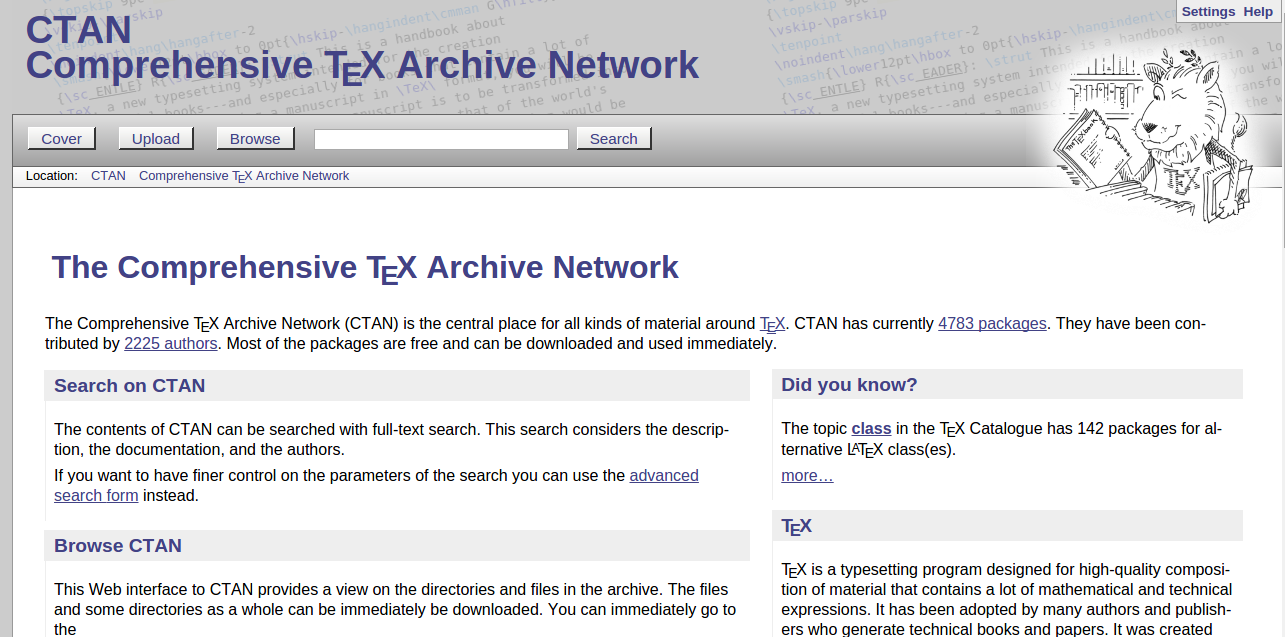 Settings Help
CTAN
Comprehensive TEX Archive Network
Cover Upload Browse Search
Location: CTAN Comprehensive TEX Archive Network
The Comprehensive TEX Archive Network
The Comprehensive TEX Archive Network (CTAN) is the central place for all kinds of material around TEX. CTAN has currently 4783 packages. They have been con-
tributed by 2225 authors. Most of the packages are free and can be downloaded and used immediately.
Search on CTAN
The contents of CTAN can be searched with full-text search. This search considers the descrip-
tion, the documentation, and the authors.
If you want to have finer control on the parameters of the search you can use the advanced
search form instead.
Browse CTAN
This Web interface to CTAN provides a view on the directories and files in the archive. The files
and some directories as a whole can be immediately be downloaded. You can immediately go to
the
Did you know?
The topic class in the TEX Catalogue has 142 packages for al-
ternative LATEX class(es).
more…
TEX
TEX is a typesetting program designed for high-quality composi-
tion of material that contains a lot of mathematical and technical
expressions. It has been adopted by many authors and publish-
ers who generate technical books and papers. It was created